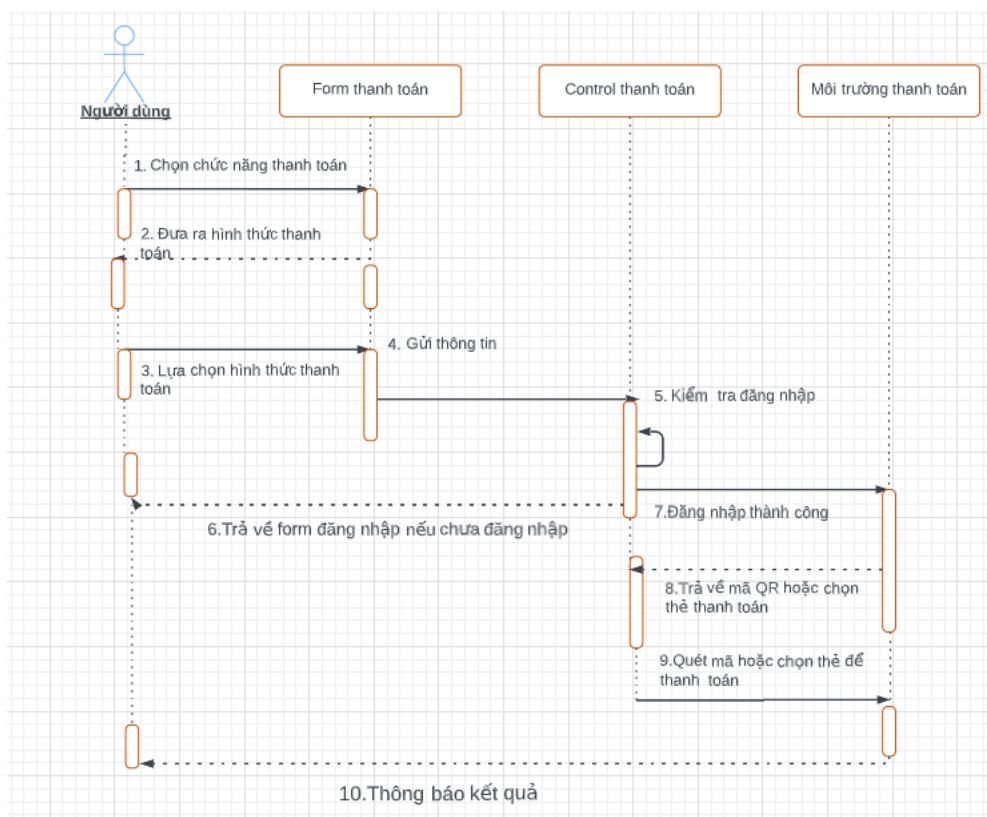 Người dùng
Form thanh toán
Control thanh toán
Môi trường thanh toán
1. Chọn chức năng thanh toán
2. Đưa ra hình thức thanh
toán
3. Lựa chọn hình thức thanh
toán
4. Gửi thông tin
5. Kiểm tra đăng nhập
6.Trả về form đăng nhập nếu chưa đăng nhập
7.Đăng nhập thành công
8.Trả về mã QR hoặc chọn
thẻ thanh toán
9.Quét mã hoặc chọn thẻ để
thanh toán
10.Thông báo kết quả